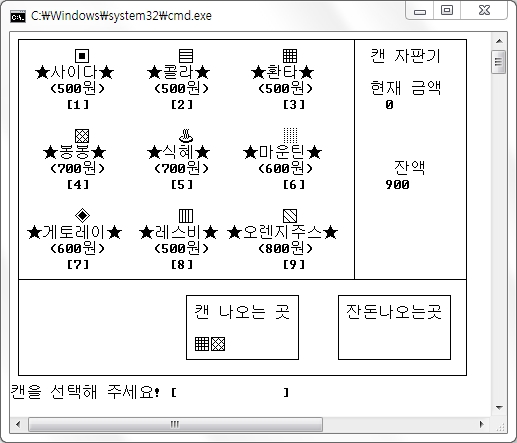 C:\Windows\system32\cmd.exe
▣ ▤ ▦
★사이다★ ★콜라★ ★환타★
(500원) (500원) (500원)
[1] [2] [3]
▩ ♨ ░
★봉봉★ ★식혜★ ★마운틴★
(700원) (700원) (600원)
[4] [5] [6]
◈ ▥ ▧
★게토레이★ ★레스비★ ★오렌지주스★
(600원) (500원) (800원)
[7] [8] [9]
캔 자판기
현재 금액
0
잔액
900
캔 나오는 곳
▦▩
잔돈나오는곳
캔을 선택해 주세요! [ ]